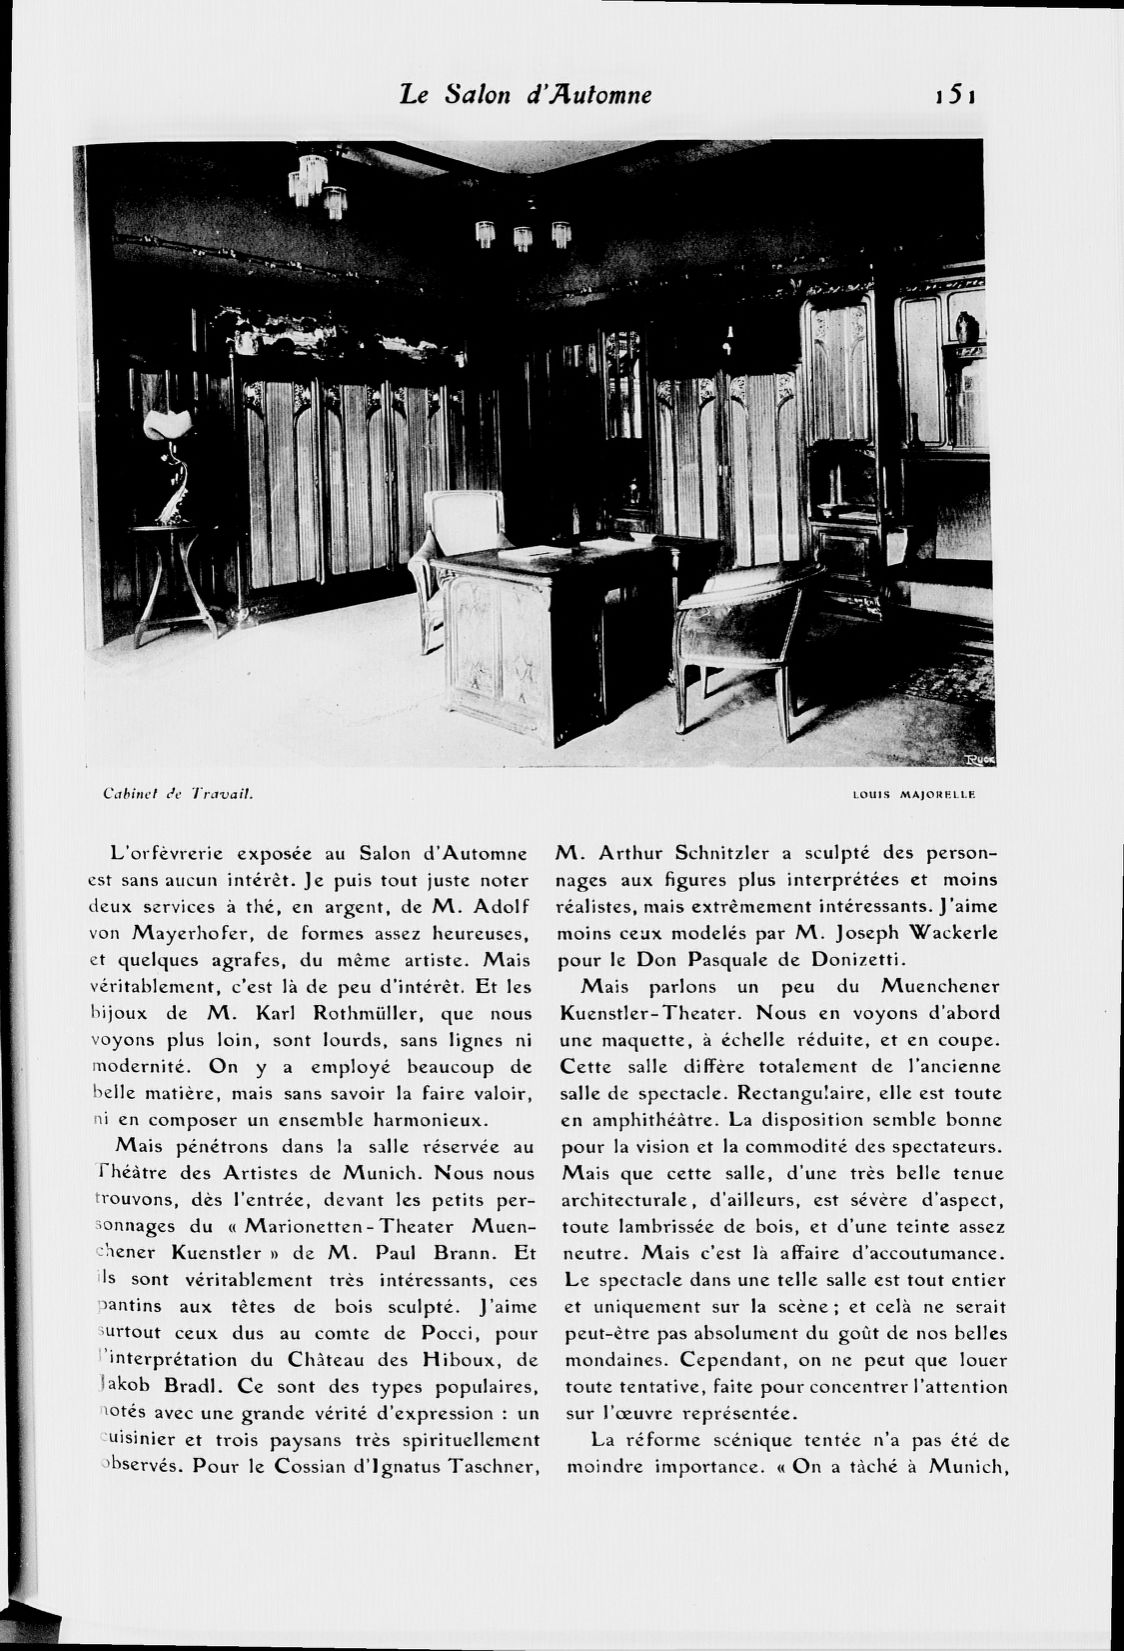 Le Salon d'Automne
151
RUCK
Cabinet de Travail.
LOUIS MAJORELLE
L'orfèvrerie exposée au Salon d'Automne
est sans aucun intérêt. Je puis tout juste noter
deux services à thé, en argent, de M. Adolf
von Mayerhofer, de formes assez heureuses,
et quelques agrafes, du même artiste. Mais
véritablement, c'est là de peu d'intérêt. Et les
bijoux de M. Karl Rothmüller, que nous
voyons plus loin, sont lourds, sans lignes ni
modernité. On y a employé beaucoup de
belle matière, mais sans savoir la faire valoir,
ni en composer un ensemble harmonieux.
Mais pénétrons dans la salle réservée au
Théâtre des Artistes de Munich. Nous nous
trouvons, dès l'entrée, devant les petits per-
sonnages du « Marionetten-Theater Muen-
chener Kuenstler » de M. Paul Brann. Et
ils sont véritablement très intéressants, ces
pantins aux têtes de bois sculpté. J'aime
surtout ceux dus au comte de Pocci, pour
l'interprétation du Château des Hiboux, de
Jakob Bradl. Ce sont des types populaires,
notés avec une grande vérité d'expression : un
cuisinier et trois paysans très spirituellement
observés. Pour le Cossian d'Ignatus Taschner,
M. Arthur Schnitzler a sculpté des person-
nages aux figures plus interprétées et moins
réalistes, mais extrêmement intéressants. J'aime
moins ceux modelés par M. Joseph Wackerle
pour le Don Pasquale de Donizetti.
Mais parlons un peu du Muenchener
Kuenstler-Theater. Nous en voyons d'abord
une maquette, à échelle réduite, et en coupe.
Cette salle diffère totalement de l'ancienne
salle de spectacle. Rectangulaire, elle est toute
en amphithéâtre. La disposition semble bonne
pour la vision et la commodité des spectateurs.
Mais que cette salle, d'une très belle tenue
architecturale, d'ailleurs, est sévère d'aspect,
toute lambrissée de bois, et d'une teinte assez
neutre. Mais c'est là affaire d'accoutumance.
Le spectacle dans une telle salle est tout entier
et uniquement sur la scène ; et celà ne serait
peut-être pas absolument du goût de nos belles
mondaines. Cependant, on ne peut que louer
toute tentative, faite pour concentrer l'attention
sur l'œuvre représentée.
La réforme scénique tentée n'a pas été de
moindre importance. « On a tâché à Munich,